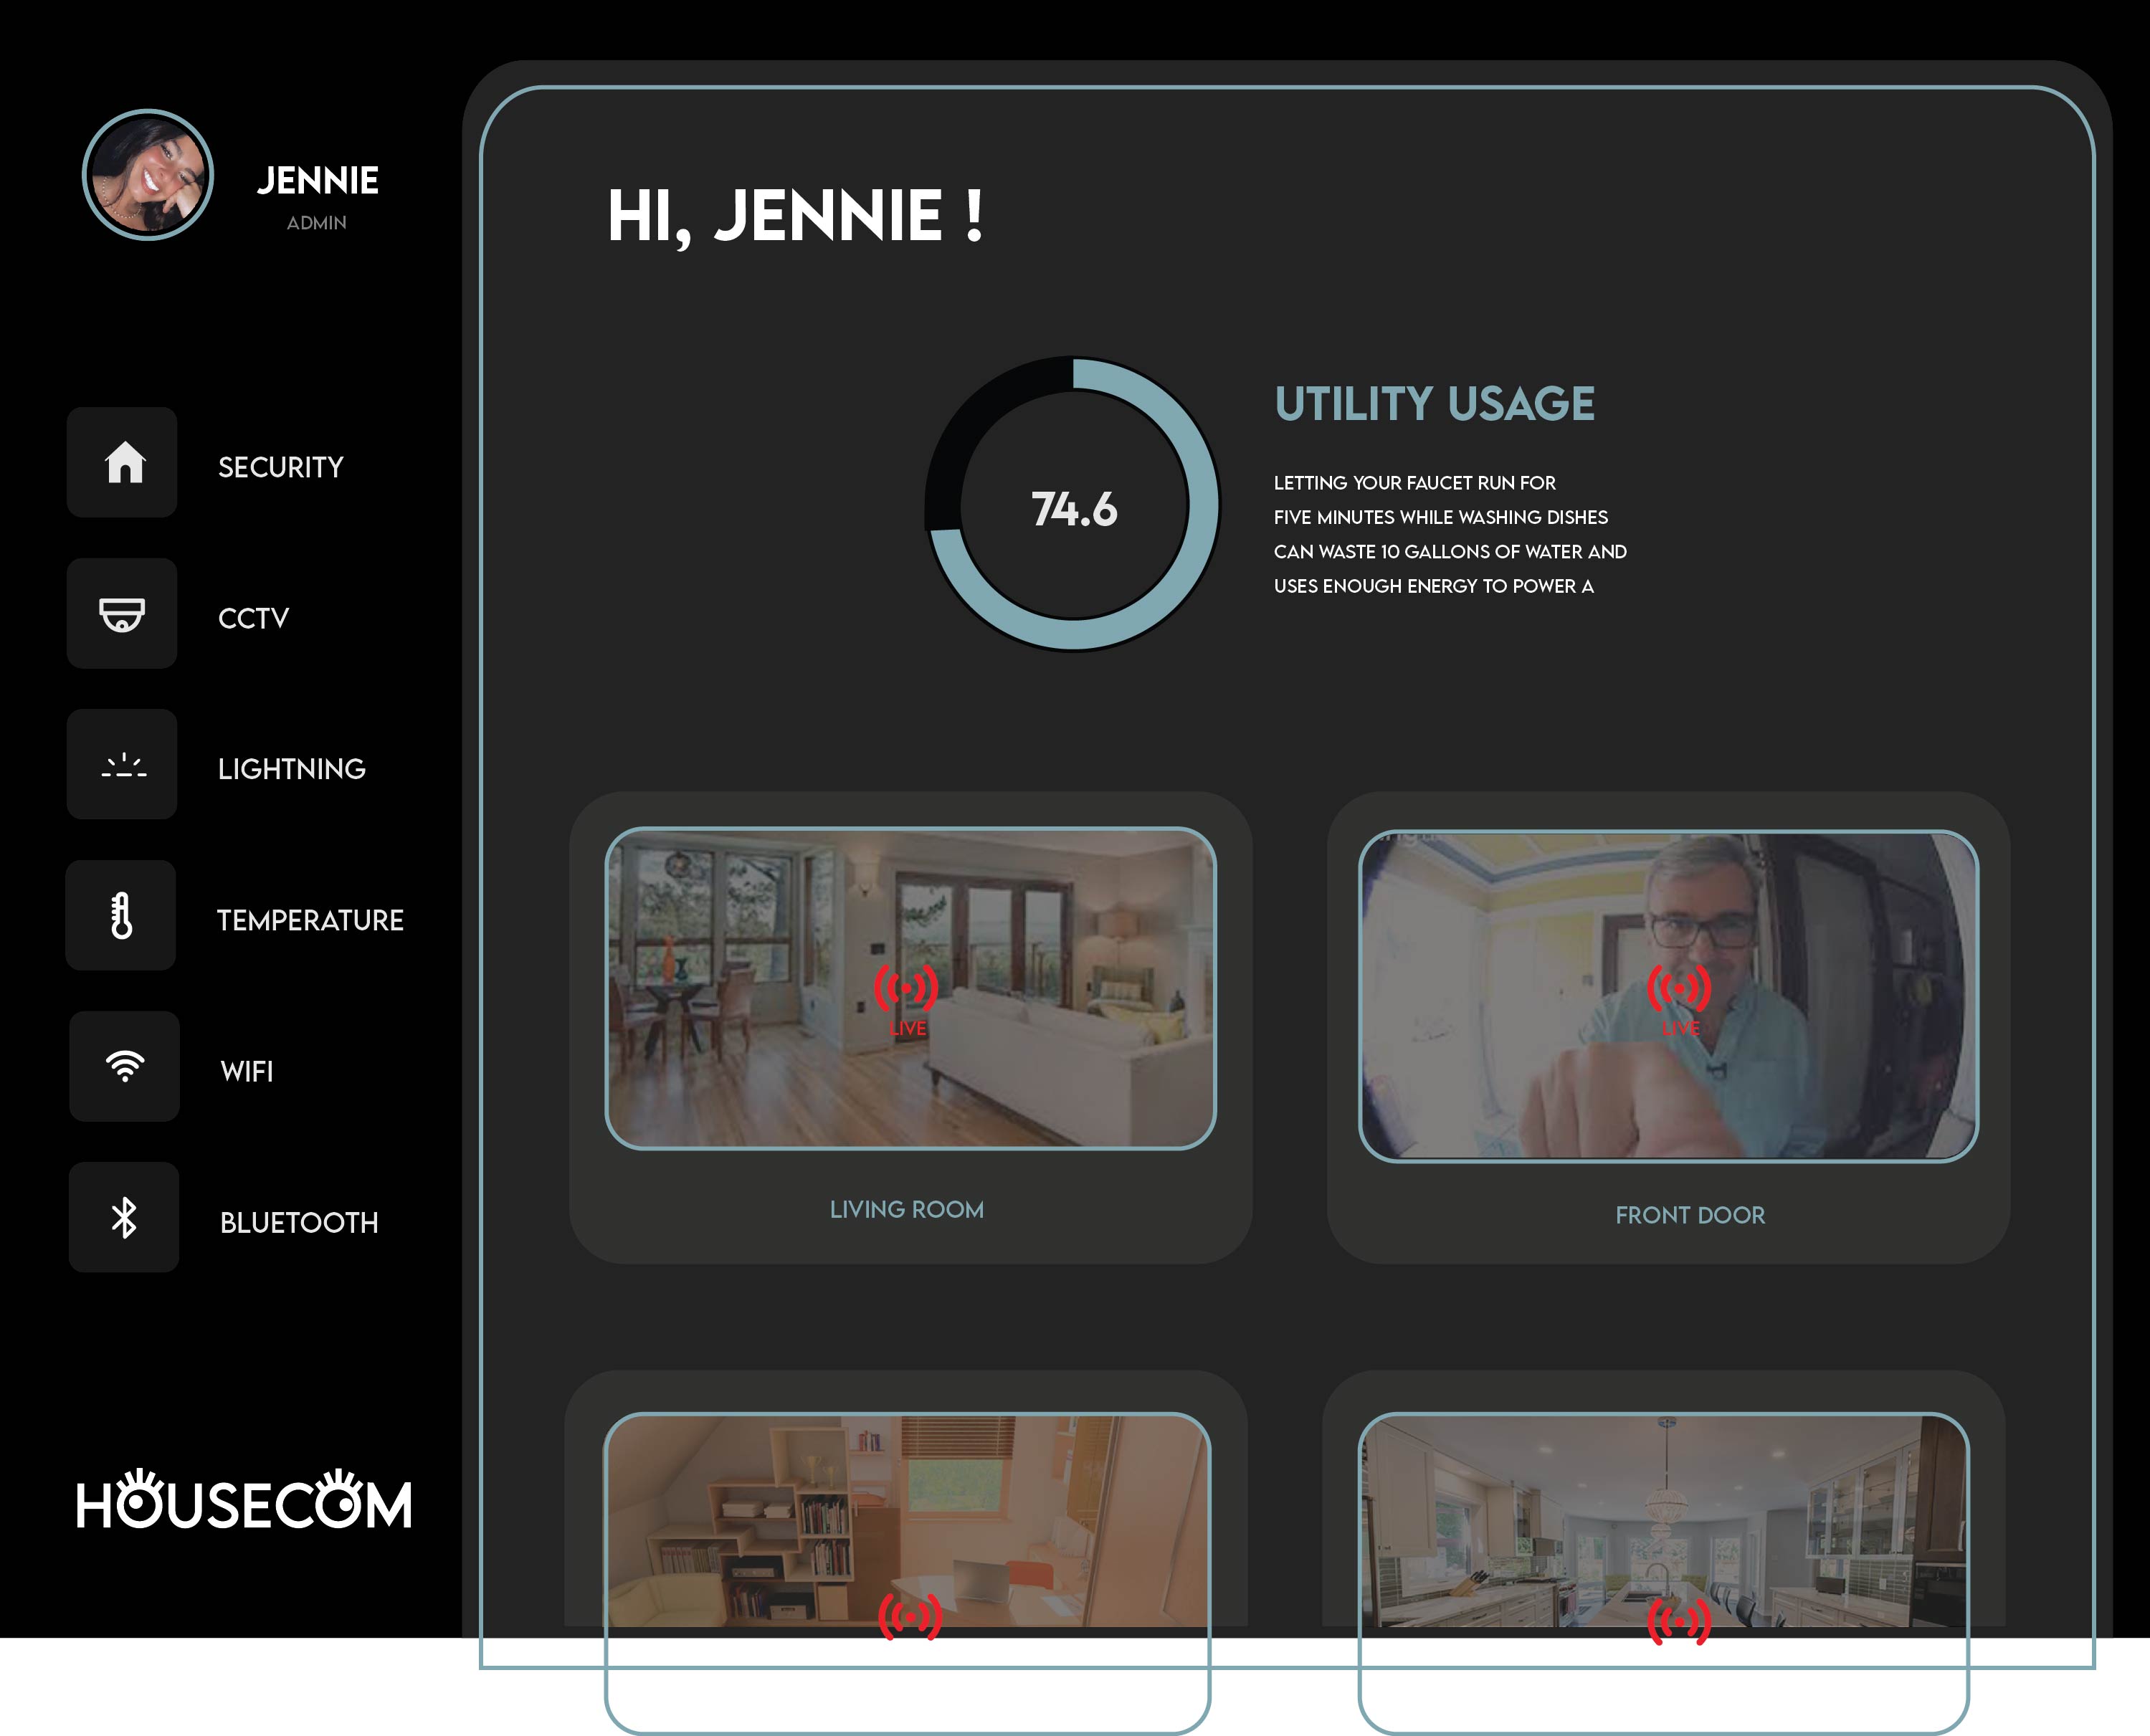 JENNIE
ADMIN
SECURITY
CCTV
LIGHTNING
TEMPERATURE
WIFI
BLUETOOTH
HOUSECOM
HI, JENNIE !
74.6
UTILITY USAGE
LETTING YOUR FAUCET RUN FOR
FIVE MINUTES WHILE WASHING DISHES
CAN WASTE 10 GALLONS OF WATER AND
USES ENOUGH ENERGY TO POWER A
LIVE
LIVING ROOM
LIVE
FRONT DOOR